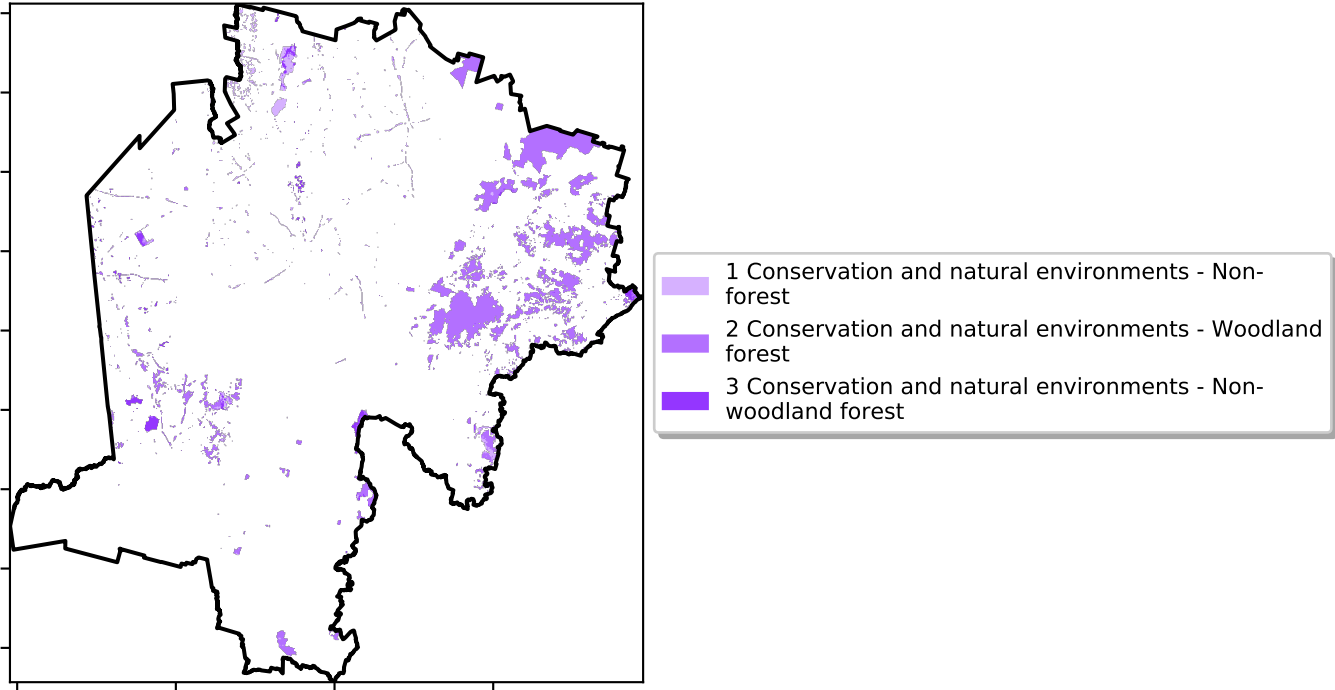 1 Conservation and natural environments - Non-
forest
2 Conservation and natural environments - Woodland
forest
3 Conservation and natural environments - Non-
woodland forest